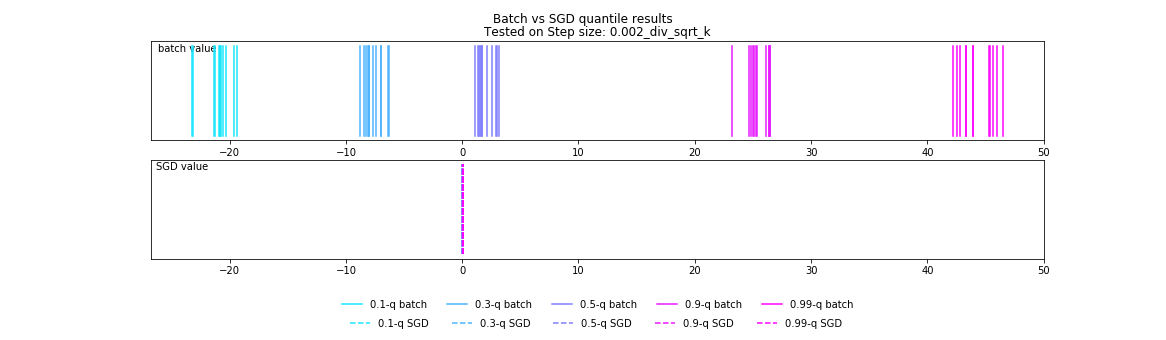 Batch vs SGD quantile results
Tested on Step size: 0.002_div_sqrt_k
batch value
−20 −10 0 10 20 30 40 50
SGD value
−20 −10 0 10 20 30 40 50
0.1-q batch 0.3-q batch 0.5-q batch 0.9-q batch 0.99-q batch
0.1-q SGD 0.3-q SGD 0.5-q SGD 0.9-q SGD 0.99-q SGD